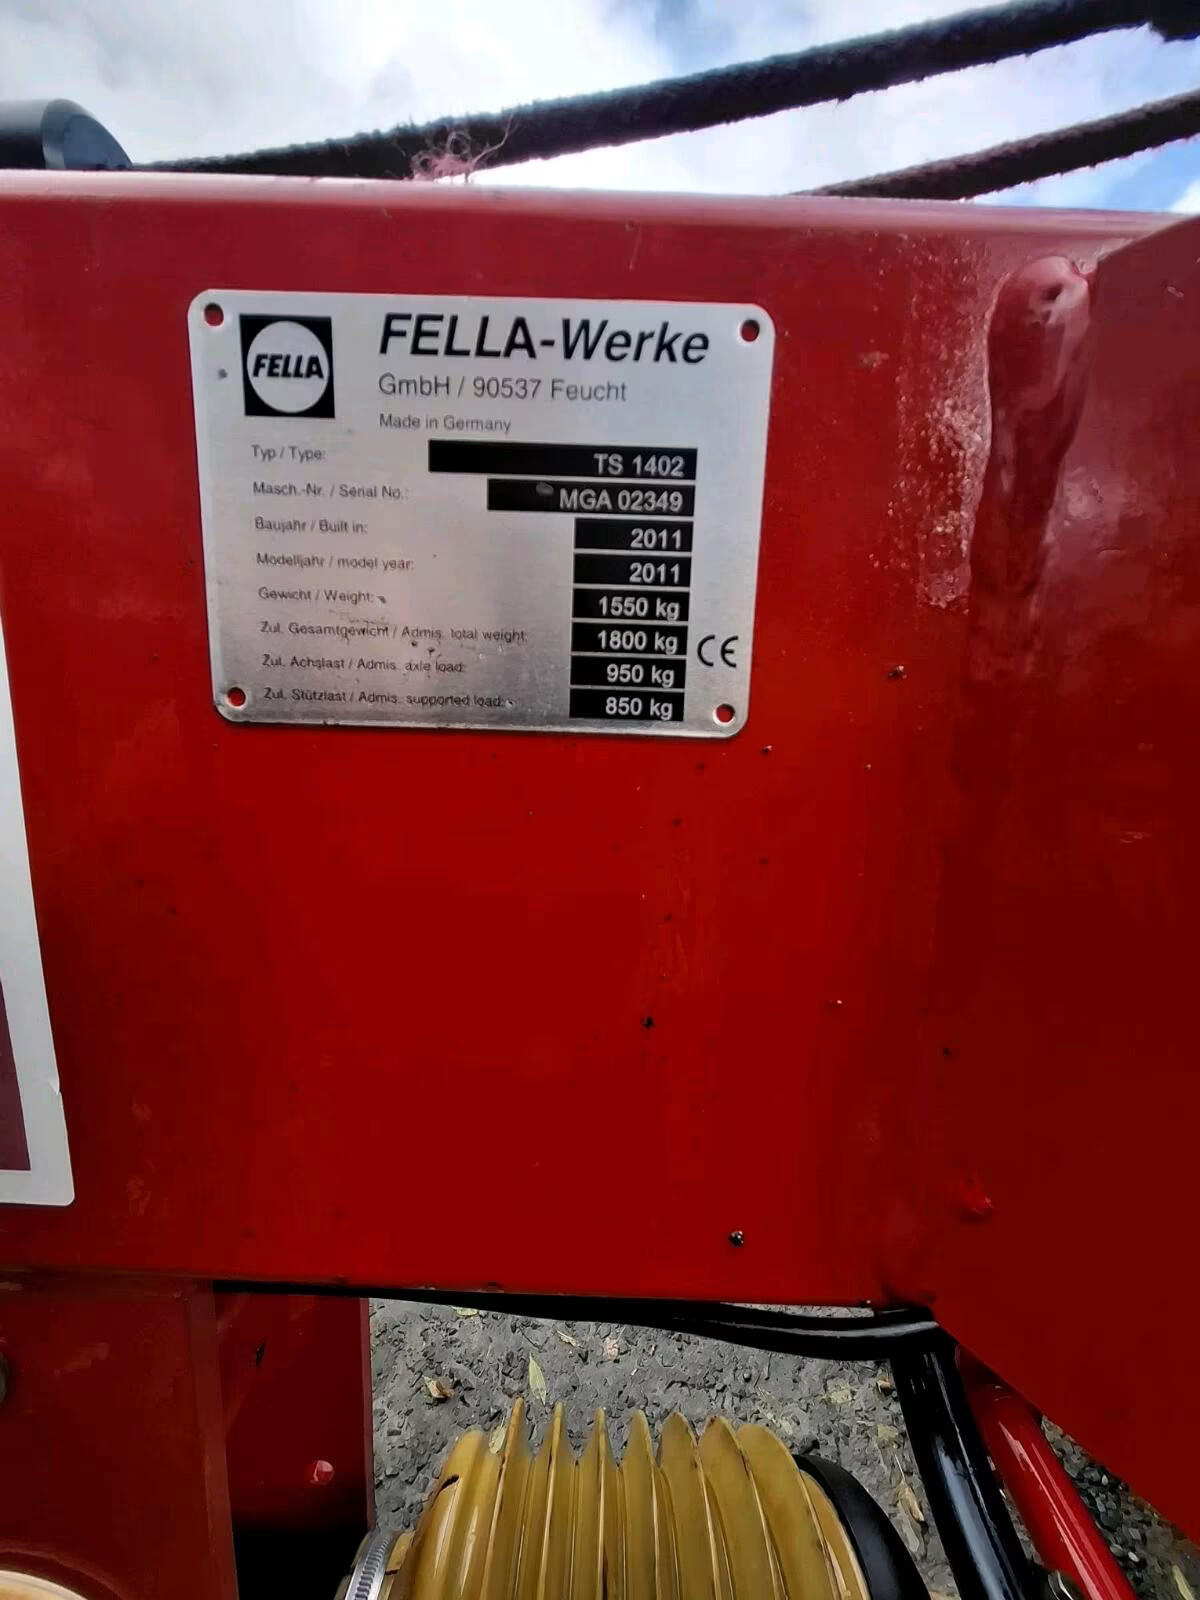 FELLA
FELLA-Werke
GmbH / 90537 Feucht
Made in Germany
Typ / Type: TS 1402
Masch.-Nr. / Serial No.: MGA 02349
Baujahr / Built in: 2011
Modelljahr / model year: 2011
Gewicht / Weight: 1550 kg
Zul. Gesamtgewicht / Admis. total weight: 1800 kg
CE
Zul. Achslast / Admis. axle load: 950 kg
Zul. Stützlast / Admis. supported load: 850 kg